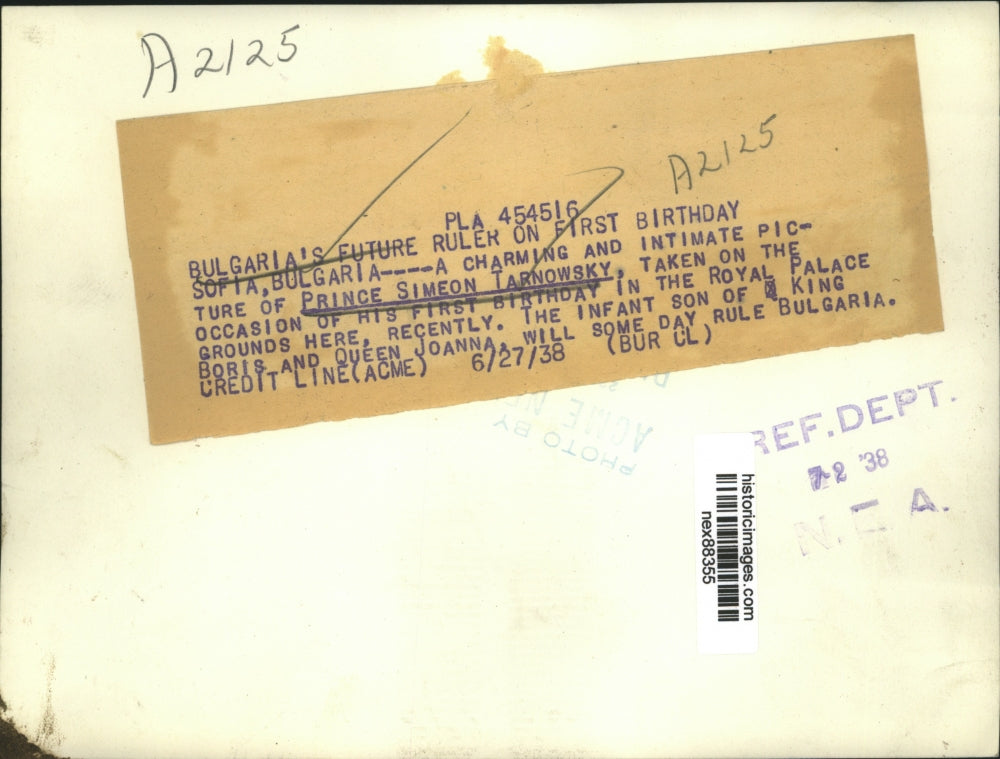 A2125
A2125
PLA 454516
BULGARIA'S FUTURE RULER ON FIRST BIRTHDAY
SOFIA, BULGARIA----A CHARMING AND INTIMATE PIC-
TURE OF PRINCE SIMEON TARNOWSKY, TAKEN ON THE
OCCASION OF HIS FIRST BIRTHDAY IN THE ROYAL PALACE
GROUNDS HERE, RECENTLY. THE INFANT SON OF KING
BORIS AND QUEEN JOANNA, WILL SOME DAY RULE BULGARIA.
CREDIT LINE(ACME) 6/27/38 (BUR CL)
PHOTO BY
ACME
REF.DEPT.
7-2 '38
N.E.A.
historicimages.com
nex88355